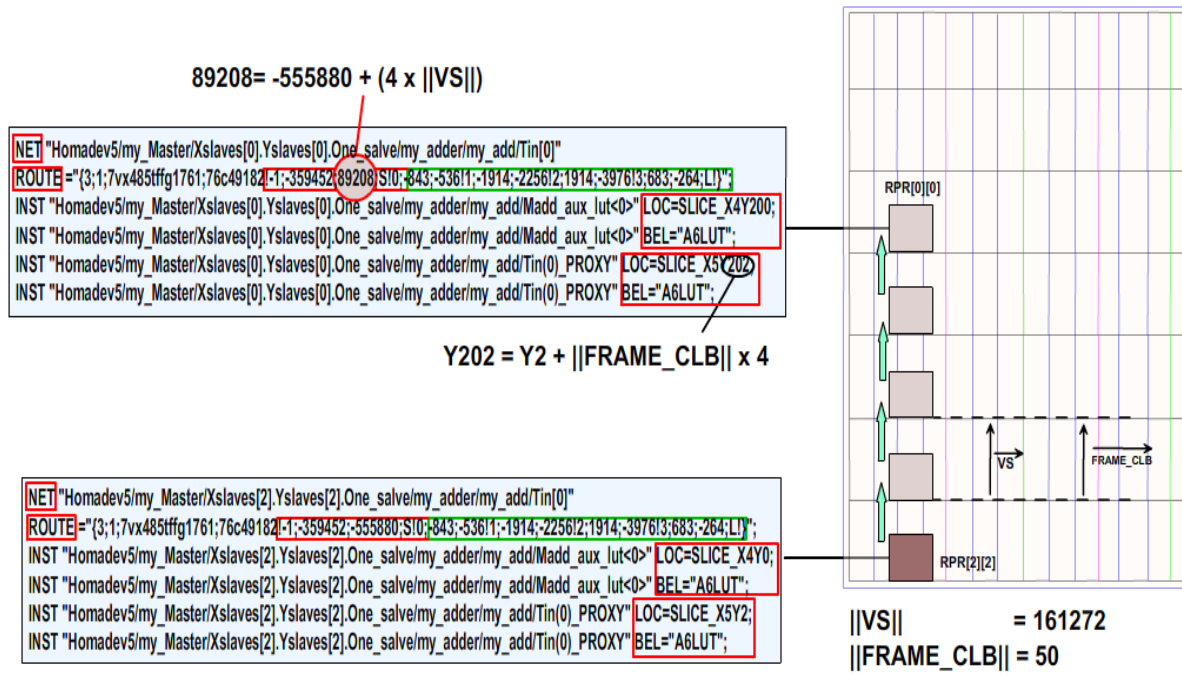 89208= -555880 + (4 x ||VS||)
NET "Homadev5/my_Master/Xslaves[0].Yslaves[0].One_salve/my_adder/my_add/Tin[0]"
ROUTE ="{3;1;7vx485tffg1761;76c49182!-1;-359452;89208;S!0;-843;-536!1;-1914;-2256!2;1914;-3976!3;683;-264;L!}";
INST "Homadev5/my_Master/Xslaves[0].Yslaves[0].One_salve/my_adder/my_add/Madd_aux_lut<0>" LOC=SLICE_X4Y200;
INST "Homadev5/my_Master/Xslaves[0].Yslaves[0].One_salve/my_adder/my_add/Madd_aux_lut<0>" BEL="A6LUT";
INST "Homadev5/my_Master/Xslaves[0].Yslaves[0].One_salve/my_adder/my_add/Tin(0)_PROXY" LOC=SLICE_X5Y202;
INST "Homadev5/my_Master/Xslaves[0].Yslaves[0].One_salve/my_adder/my_add/Tin(0)_PROXY" BEL="A6LUT";
Y202 = Y2 + ||FRAME_CLB|| x 4
NET "Homadev5/my_Master/Xslaves[2].Yslaves[2].One_salve/my_adder/my_add/Tin[0]"
ROUTE ="{3;1;7vx485tffg1761;76c49182!-1;-359452;-555880;S!0;-843;-536!1;-1914;-2256!2;1914;-3976!3;683;-264;L!}";
INST "Homadev5/my_Master/Xslaves[2].Yslaves[2].One_salve/my_adder/my_add/Madd_aux_lut<0>" LOC=SLICE_X4Y0;
INST "Homadev5/my_Master/Xslaves[2].Yslaves[2].One_salve/my_adder/my_add/Madd_aux_lut<0>" BEL="A6LUT";
INST "Homadev5/my_Master/Xslaves[2].Yslaves[2].One_salve/my_adder/my_add/Tin(0)_PROXY" LOC=SLICE_X5Y2;
INST "Homadev5/my_Master/Xslaves[2].Yslaves[2].One_salve/my_adder/my_add/Tin(0)_PROXY" BEL="A6LUT";
RPR[0][0]
VS
FRAME_CLB
RPR[2][2]
||VS|| = 161272
||FRAME_CLB|| = 50